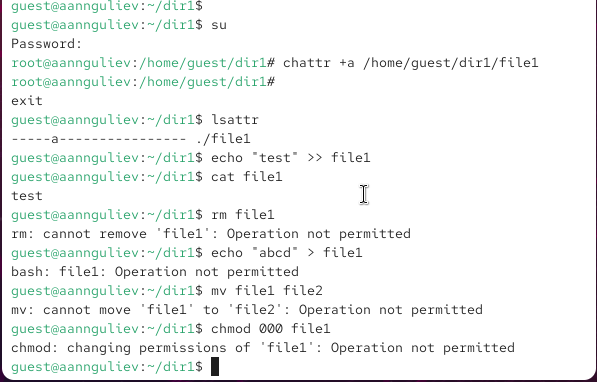 guest@aannguliev:~/dir1$
guest@aannguliev:~/dir1$ su
Password:
root@aannguliev:/home/guest/dir1# chattr +a /home/guest/dir1/file1
root@aannguliev:/home/guest/dir1#
exit
guest@aannguliev:~/dir1$ lsattr
-----a---------------- ./file1
guest@aannguliev:~/dir1$ echo "test" >> file1
guest@aannguliev:~/dir1$ cat file1
test
guest@aannguliev:~/dir1$ rm file1
rm: cannot remove 'file1': Operation not permitted
guest@aannguliev:~/dir1$ echo "abcd" > file1
bash: file1: Operation not permitted
guest@aannguliev:~/dir1$ mv file1 file2
mv: cannot move 'file1' to 'file2': Operation not permitted
guest@aannguliev:~/dir1$ chmod 000 file1
chmod: changing permissions of 'file1': Operation not permitted
guest@aannguliev:~/dir1$